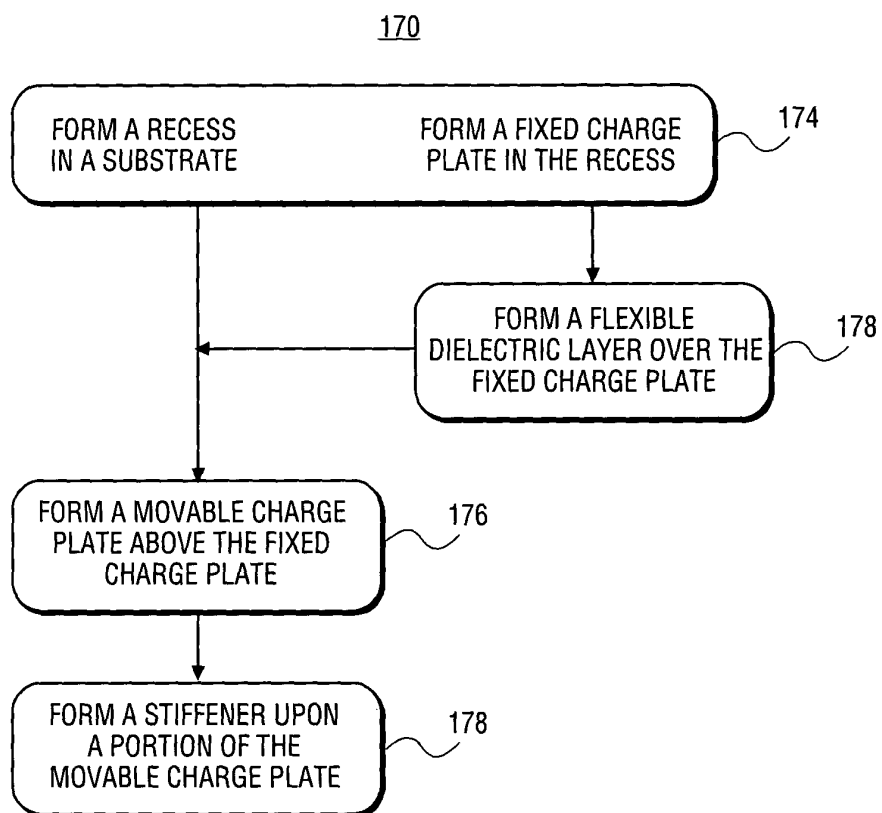 170
FORM A RECESS
IN A SUBSTRATE
FORM A FIXED CHARGE
PLATE IN THE RECESS
174
FORM A FLEXIBLE
DIELECTRIC LAYER OVER THE
FIXED CHARGE PLATE
178
FORM A MOVABLE CHARGE
PLATE ABOVE THE FIXED
CHARGE PLATE
176
FORM A STIFFENER UPON
A PORTION OF THE
MOVABLE CHARGE PLATE
178